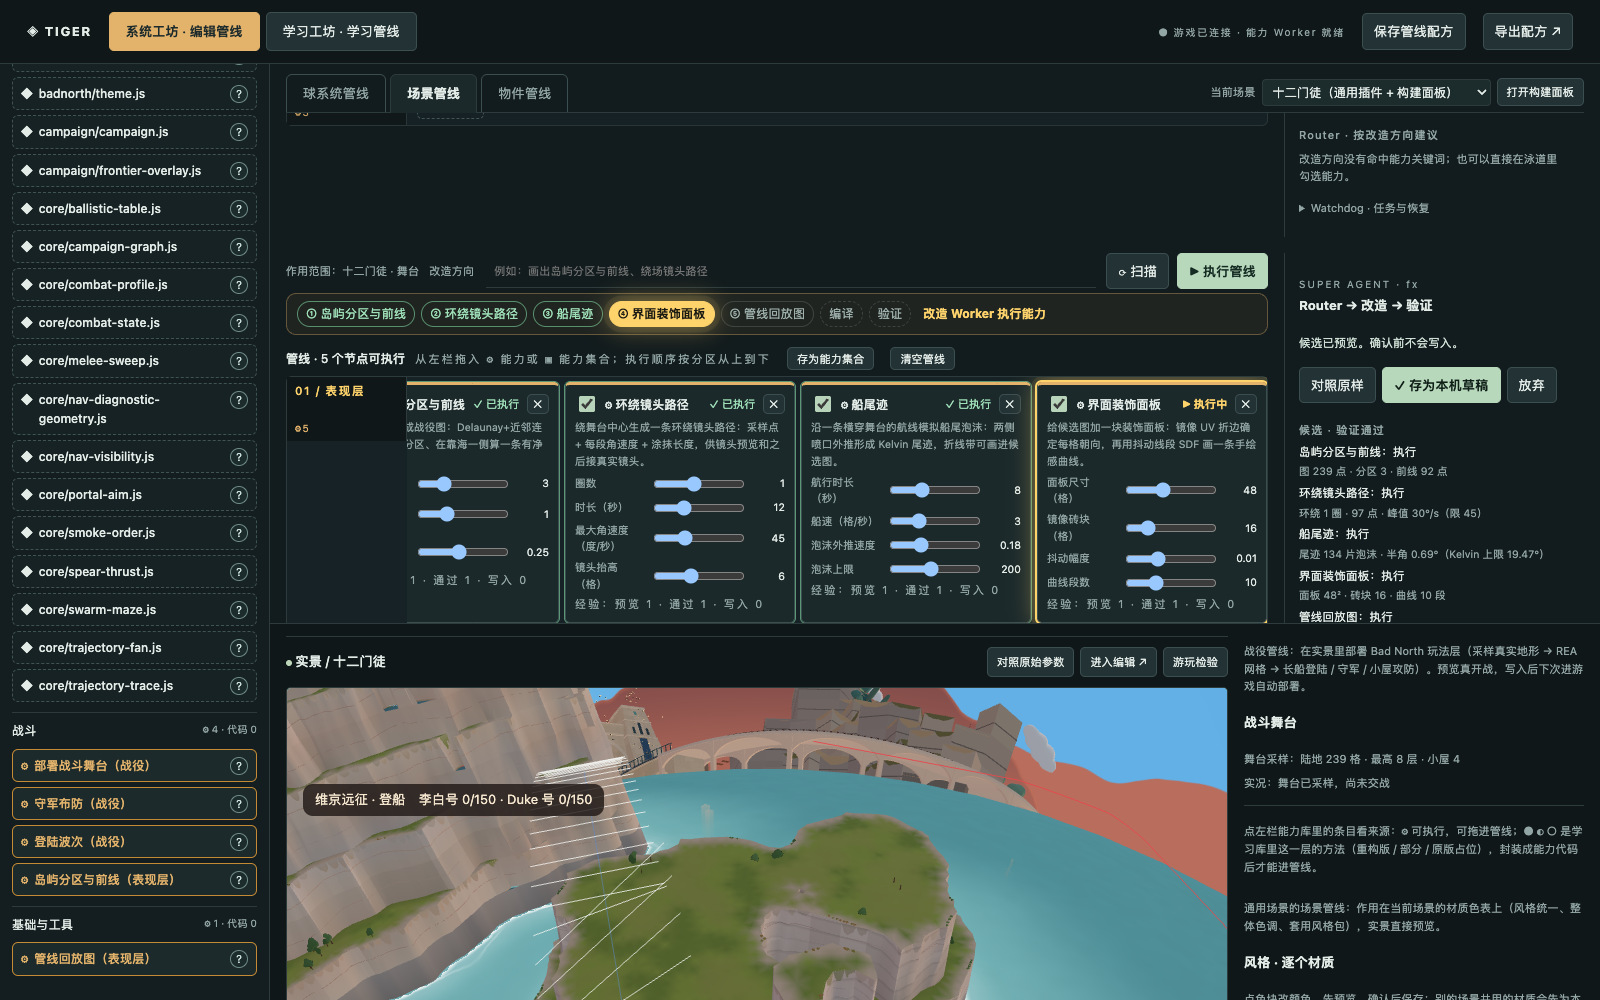 ◈ TIGER
系统工坊 · 编辑管线
学习工坊 · 学习管线
游戏已连接 · 能力 Worker 就绪
保存管线配方
导出配方 ↗
badnorth/theme.js ?
campaign/campaign.js ?
campaign/frontier-overlay.js ?
core/ballistic-table.js ?
core/campaign-graph.js ?
core/combat-profile.js ?
core/combat-state.js ?
core/melee-sweep.js ?
core/nav-diagnostic-
geometry.js ?
core/nav-visibility.js ?
core/portal-aim.js ?
core/smoke-order.js ?
core/spear-thrust.js ?
core/swarm-maze.js ?
core/trajectory-fan.js ?
core/trajectory-trace.js ?
战斗 ⚙ 4 · 代码 0
⚙ 部署战斗舞台（战役） ?
⚙ 守军布防（战役） ?
⚙ 登陆波次（战役） ?
⚙ 岛屿分区与前线（表现层） ?
基础与工具 ⚙ 1 · 代码 0
⚙ 管线回放图（表现层） ?
球系统管线
场景管线
物件管线
当前场景
十二门徒（通用插件 + 构建面板）
打开构建面板
作用范围：十二门徒 · 舞台 改造方向 例如：画出岛屿分区与前线、绕场镜头路径
⟳ 扫描
▶ 执行管线
① 岛屿分区与前线
② 环绕镜头路径
③ 船尾迹
④ 界面装饰面板
⑤ 管线回放图
编译
验证
改造 Worker 执行能力
管线 · 5 个节点可执行 从左栏拖入 ⚙ 能力或 ▣ 能力集合；执行顺序按分区从上到下
存为能力集合
清空管线
01 / 表现层
⚙5
分区与前线 ✓ 已执行 ✕
或战役图：Delaunay+近邻连
分区、在靠海一侧算一条有净
3
1
0.25
1 · 通过 1 · 写入 0
⚙ 环绕镜头路径 ✓ 已执行 ✕
绕舞台中心生成一条环绕镜头路径：采样点
+ 每段角速度 + 涂抹长度，供镜头预览和之
后接真实镜头。
圈数 1
时长（秒） 12
最大角速度
（度/秒） 45
镜头抬高
（格） 6
经验：预览 1 · 通过 1 · 写入 0
⚙ 船尾迹 ✓ 已执行 ✕
沿一条横穿舞台的航线模拟船尾泡沫：两侧
喷口外推形成 Kelvin 尾迹，折线带可画进候
选图。
航行时长
（秒） 8
船速（格/秒） 3
泡沫外推速度 0.18
泡沫上限 200
经验：预览 1 · 通过 1 · 写入 0
⚙ 界面装饰面板 ▶ 执行中 ✕
给候选图加一块装饰面板：镜像 UV 折边确
定每格朝向，再用抖动线段 SDF 画一条手绘
感曲线。
面板尺寸
（格） 48
镜像砖块
（格） 16
抖动幅度 0.01
曲线段数 10
经验：预览 1 · 通过 1 · 写入 0
Router · 按改造方向建议
改造方向没有命中能力关键词；也可以直接在泳道里
勾选能力。
▶ Watchdog · 任务与恢复
SUPER AGENT · fx
Router → 改造 → 验证
候选已预览。确认前不会写入。
对照原样
✓ 存为本机草稿
放弃
候选 · 验证通过
岛屿分区与前线：执行
图 239 点 · 分区 3 · 前线 92 点
环绕镜头路径：执行
环绕 1 圈 · 97 点 · 峰值 30°/s（限 45）
船尾迹：执行
尾迹 134 片泡沫 · 半角 0.69°（Kelvin 上限 19.47°）
界面装饰面板：执行
面板 48² · 砖块 16 · 曲线 10 段
管线回放图：执行
实景 / 十二门徒
对照原始参数
进入编辑 ↗
游玩检验
维京远征 · 登船 李白号 0/150 · Duke 号 0/150
战役管线：在实景里部署 Bad North 玩法层（采样真实地形 → REA
网格 → 长船登陆 / 守军 / 小屋攻防）。预览真开战，写入后下次进游
戏自动部署。
战斗舞台
舞台采样：陆地 239 格 · 最高 8 层 · 小屋 4
实况：舞台已采样，尚未交战
点左栏能力库里的条目看来源：⚙ 可执行，可拖进管线；● ◐ ○ 是学
习库里这一层的方法（重构版 / 部分 / 原版占位），封装成能力代码
后才能进管线。
通用场景的场景管线：作用在当前场景的材质色表上（风格统一、整
体色调、套用风格包），实景直接预览。
风格 · 逐个材质